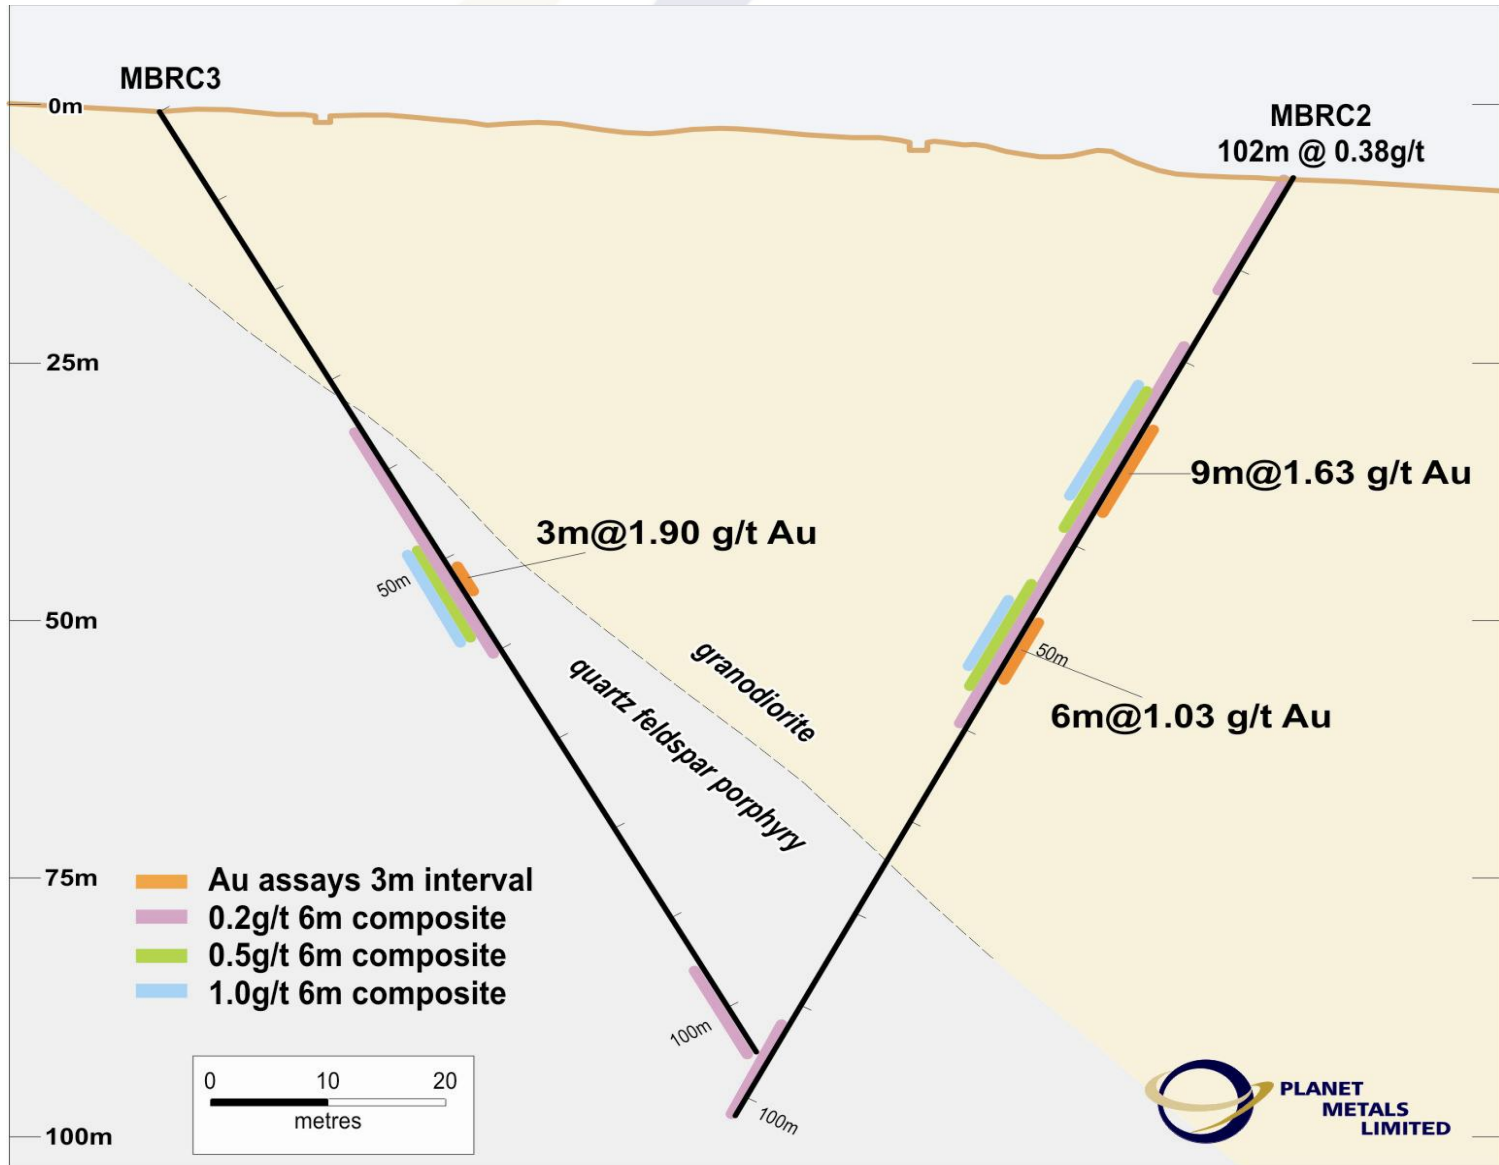 MBRC3
0m
MBRC2
102m @ 0.38g/t
25m
9m@1.63 g/t Au
3m@1.90 g/t Au
50m
50m
50m
6m@1.03 g/t Au
granodiorite
quartz feldspar porphyry
75m
Au assays 3m interval
0.2g/t 6m composite
0.5g/t 6m composite
1.0g/t 6m composite
100m
100m
0 10 20
metres
PLANET
METALS
LIMITED
100m